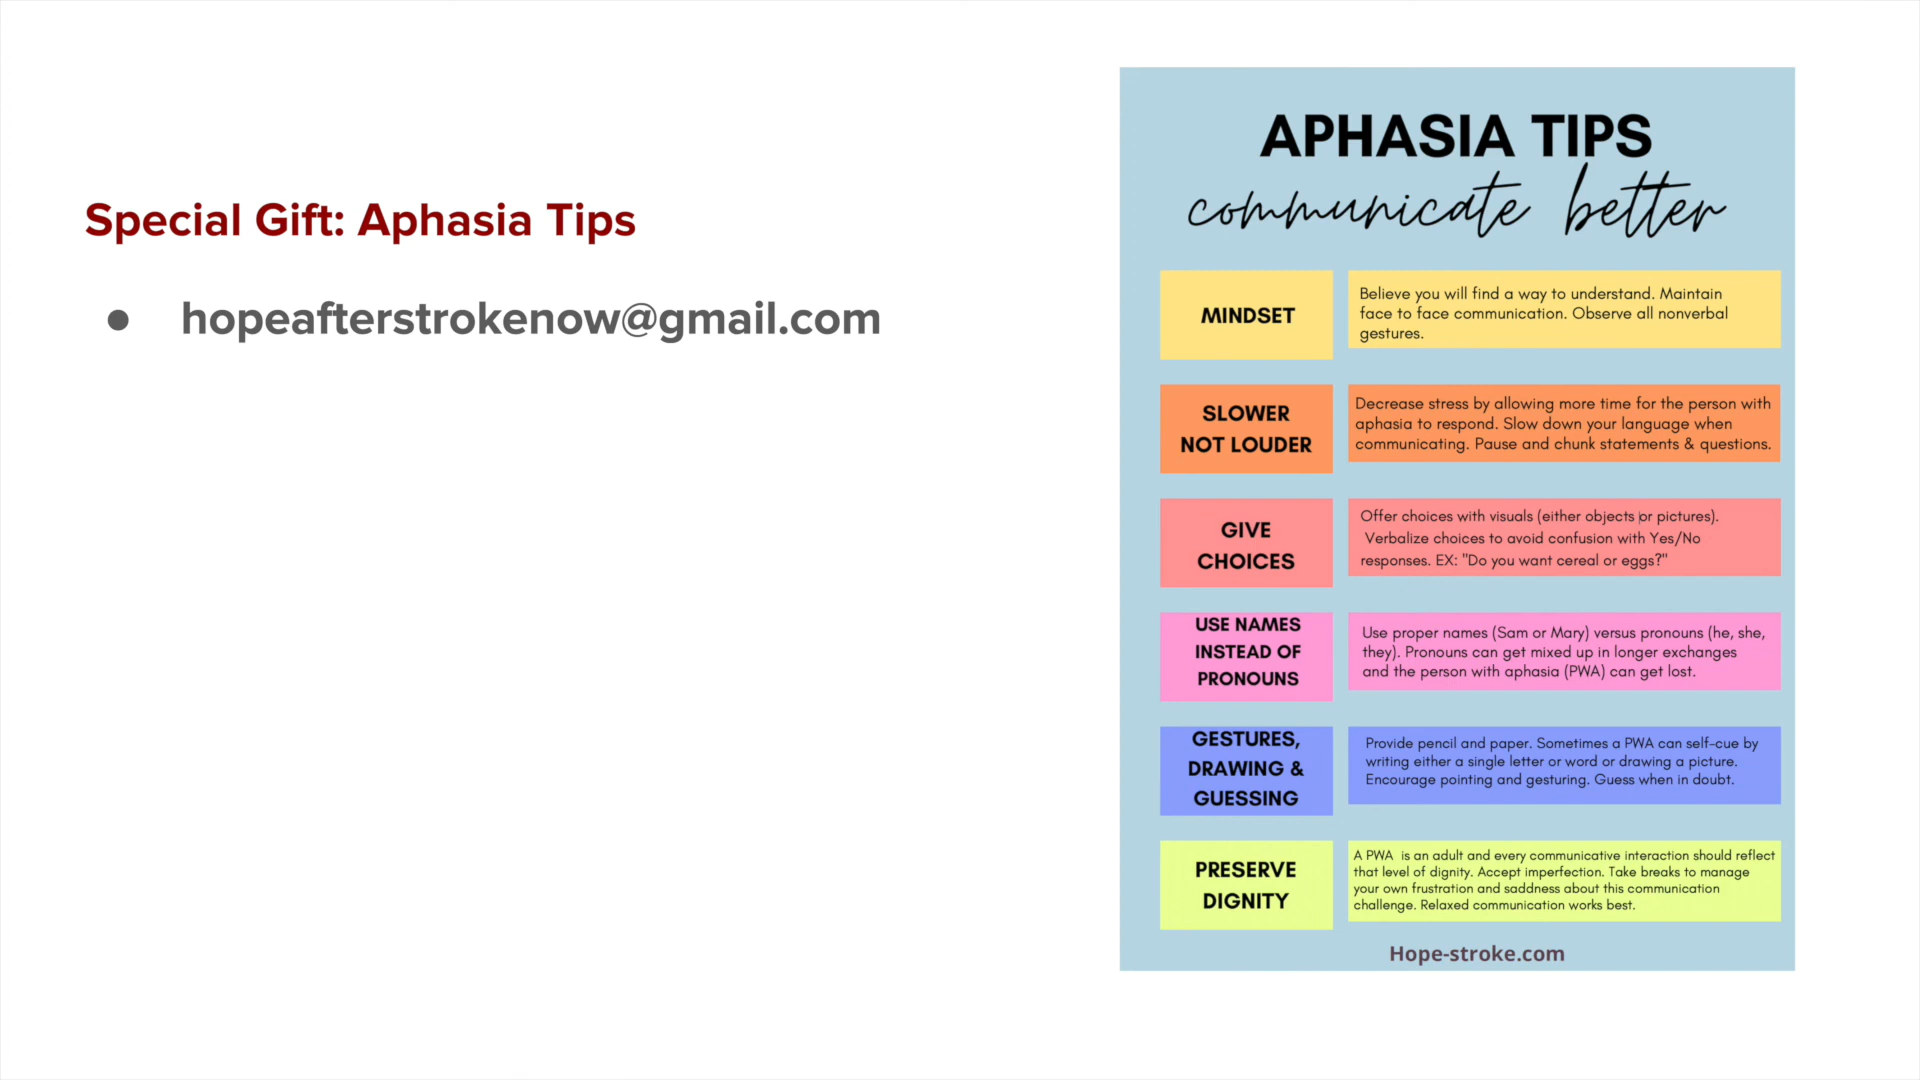 Special Gift: Aphasia Tips
● hopeafterstrokenow@gmail.com
APHASIA TIPS
communicate better
MINDSET
Believe you will find a way to understand. Maintain
face to face communication. Observe all nonverbal
gestures.
SLOWER
NOT LOUDER
Decrease stress by allowing more time for the person with
aphasia to respond. Slow down your language when
communicating. Pause and chunk statements & questions.
GIVE
CHOICES
Offer choices with visuals (either objects or pictures).
Verbalize choices to avoid confusion with Yes/No
responses. EX: "Do you want cereal or eggs?"
USE NAMES
INSTEAD OF
PRONOUNS
Use proper names (Sam or Mary) versus pronouns (he, she,
they). Pronouns can get mixed up in longer exchanges
and the person with aphasia (PWA) can get lost.
GESTURES,
DRAWING &
GUESSING
Provide pencil and paper. Sometimes a PWA can self-cue by
writing either a single letter or word or drawing a picture.
Encourage pointing and gesturing. Guess when in doubt.
PRESERVE
DIGNITY
A PWA is an adult and every communicative interaction should reflect
that level of dignity. Accept imperfection. Take breaks to manage
your own frustration and saddness about this communication
challenge. Relaxed communication works best.
Hope-stroke.com